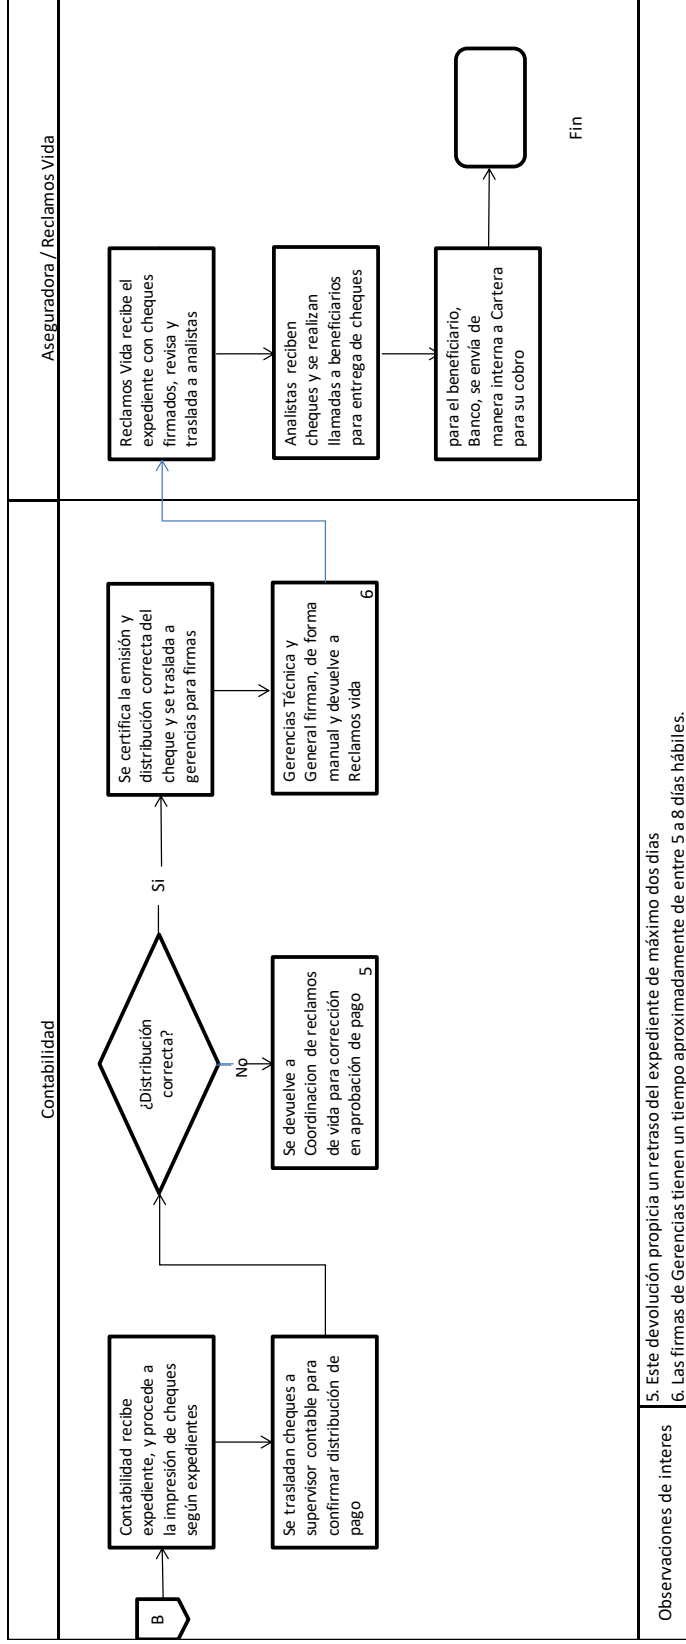 Contabilidad
Aseguradora / Reclamos Vida
B
Contabilidad recibe
expediente, y procede a
la impresión de cheques
según expedientes
Se trasladan cheques a
supervisor contable para
confirmar distribución de
pago
¿Distribución
correcta?
Si
No
Se devuelve a
Coordinacion de reclamos
de vida para corrección
en aprobación de pago
5
Se certifica la emisión y
distribución correcta del
cheque y se traslada a
gerencias para firmas
Gerencias Técnica y
General firman, de forma
manual y devuelve a
Reclamos vida
6
Reclamos Vida recibe el
expediente con cheques
firmados, revisa y
traslada a analistas
Analistas reciben
cheques y se realizan
llamadas a beneficiarios
para entrega de cheques
para el beneficiario,
Banco, se envía de
manera interna a Cartera
para su cobro
Fin
Observaciones de interes
5. Este devolución propicia un retraso del expediente de máximo dos dias
6. Las firmas de Gerencias tienen un tiempo aproximadamente de entre 5 a 8 días hábiles.